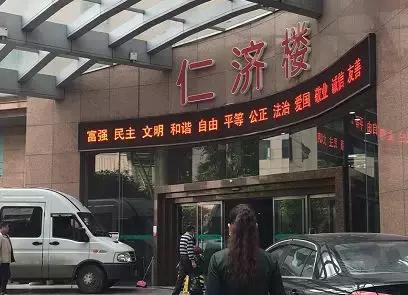 仁济楼
富强 民主 文明 和谐 自由 平等 公正 法治 爱国 敬业 诚信 友善